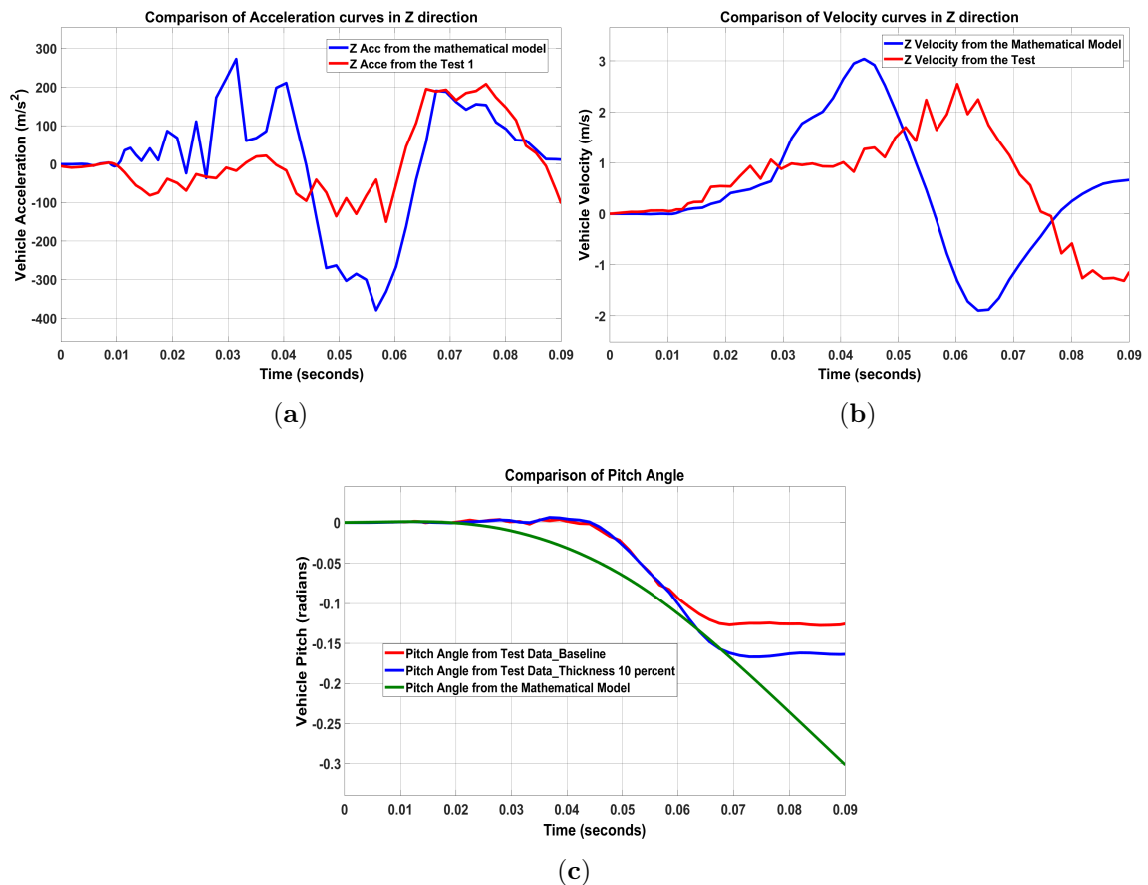 Comparison of Acceleration curves in Z direction
Z Acc from the mathematical model
Z Acce from the Test 1
Vehicle Acceleration (m/s²)
300
200
100
0
-100
-200
-300
-400
0 0.01 0.02 0.03 0.04 0.05 0.06 0.07 0.08 0.09
Time (seconds)
(a)
Comparison of Velocity curves in Z direction
Z Velocity from the Mathematical Model
Z Velocity from the Test
Vehicle Velocity (m/s)
3
2
1
0
-1
-2
0 0.01 0.02 0.03 0.04 0.05 0.06 0.07 0.08 0.09
Time (seconds)
(b)
Comparison of Pitch Angle
Vehicle Pitch (radians)
0
-0.05
-0.1
-0.15
-0.2
-0.25
-0.3
Pitch Angle from Test Data_Baseline
Pitch Angle from Test Data_Thickness 10 percent
Pitch Angle from the Mathematical Model
0 0.01 0.02 0.03 0.04 0.05 0.06 0.07 0.08 0.09
Time (seconds)
(c)